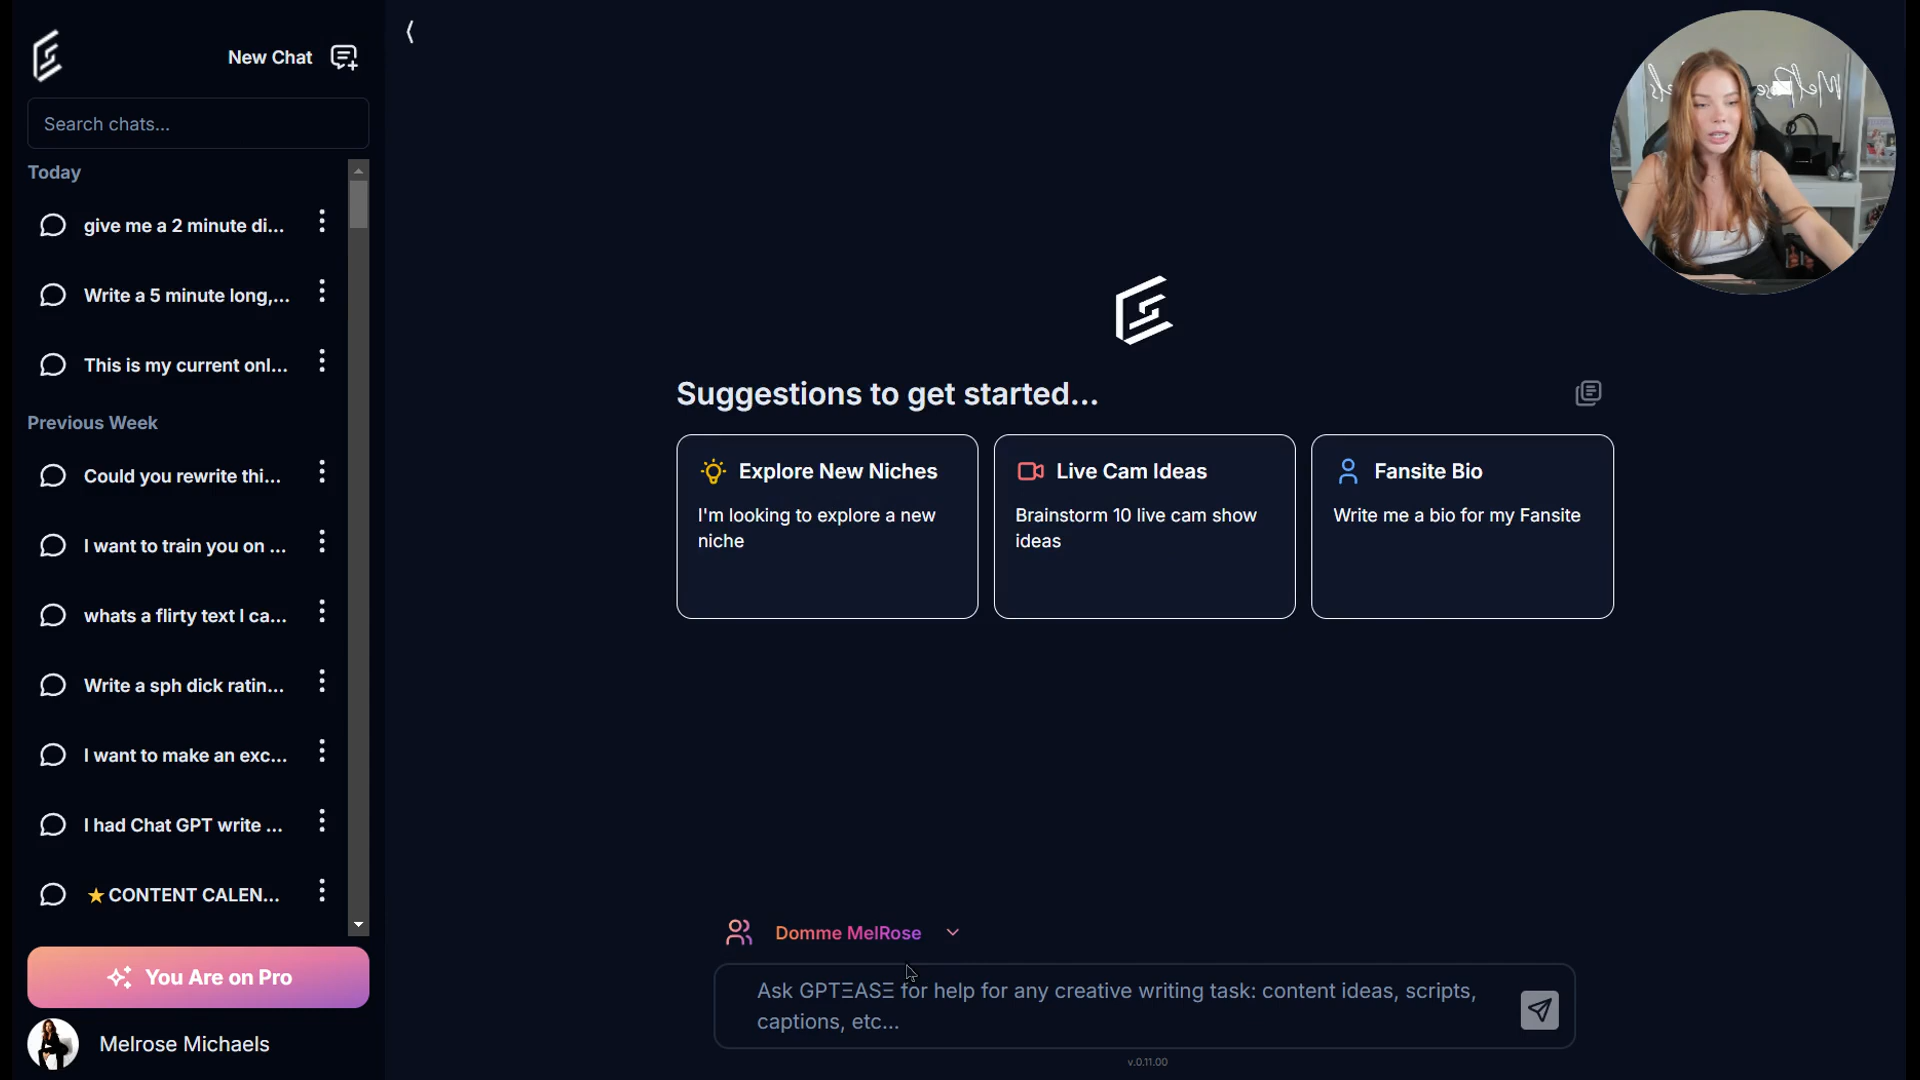 New Chat
Search chats...
Today
give me a 2 minute di...
Write a 5 minute long,...
This is my current onl...
Previous Week
Could you rewrite thi...
I want to train you on ...
whats a flirty text I ca...
Write a sph dick ratin...
I want to make an exc...
I had Chat GPT write ...
⭐CONTENT CALEN...
You Are on Pro
Melrose Michaels
Suggestions to get started...
Explore New Niches
I'm looking to explore a new
niche
Live Cam Ideas
Brainstorm 10 live cam show
ideas
Fansite Bio
Write me a bio for my Fansite
Domme MelRose
Ask GPTΞASΞ for help for any creative writing task: content ideas, scripts,
captions, etc...
v.0.11.00